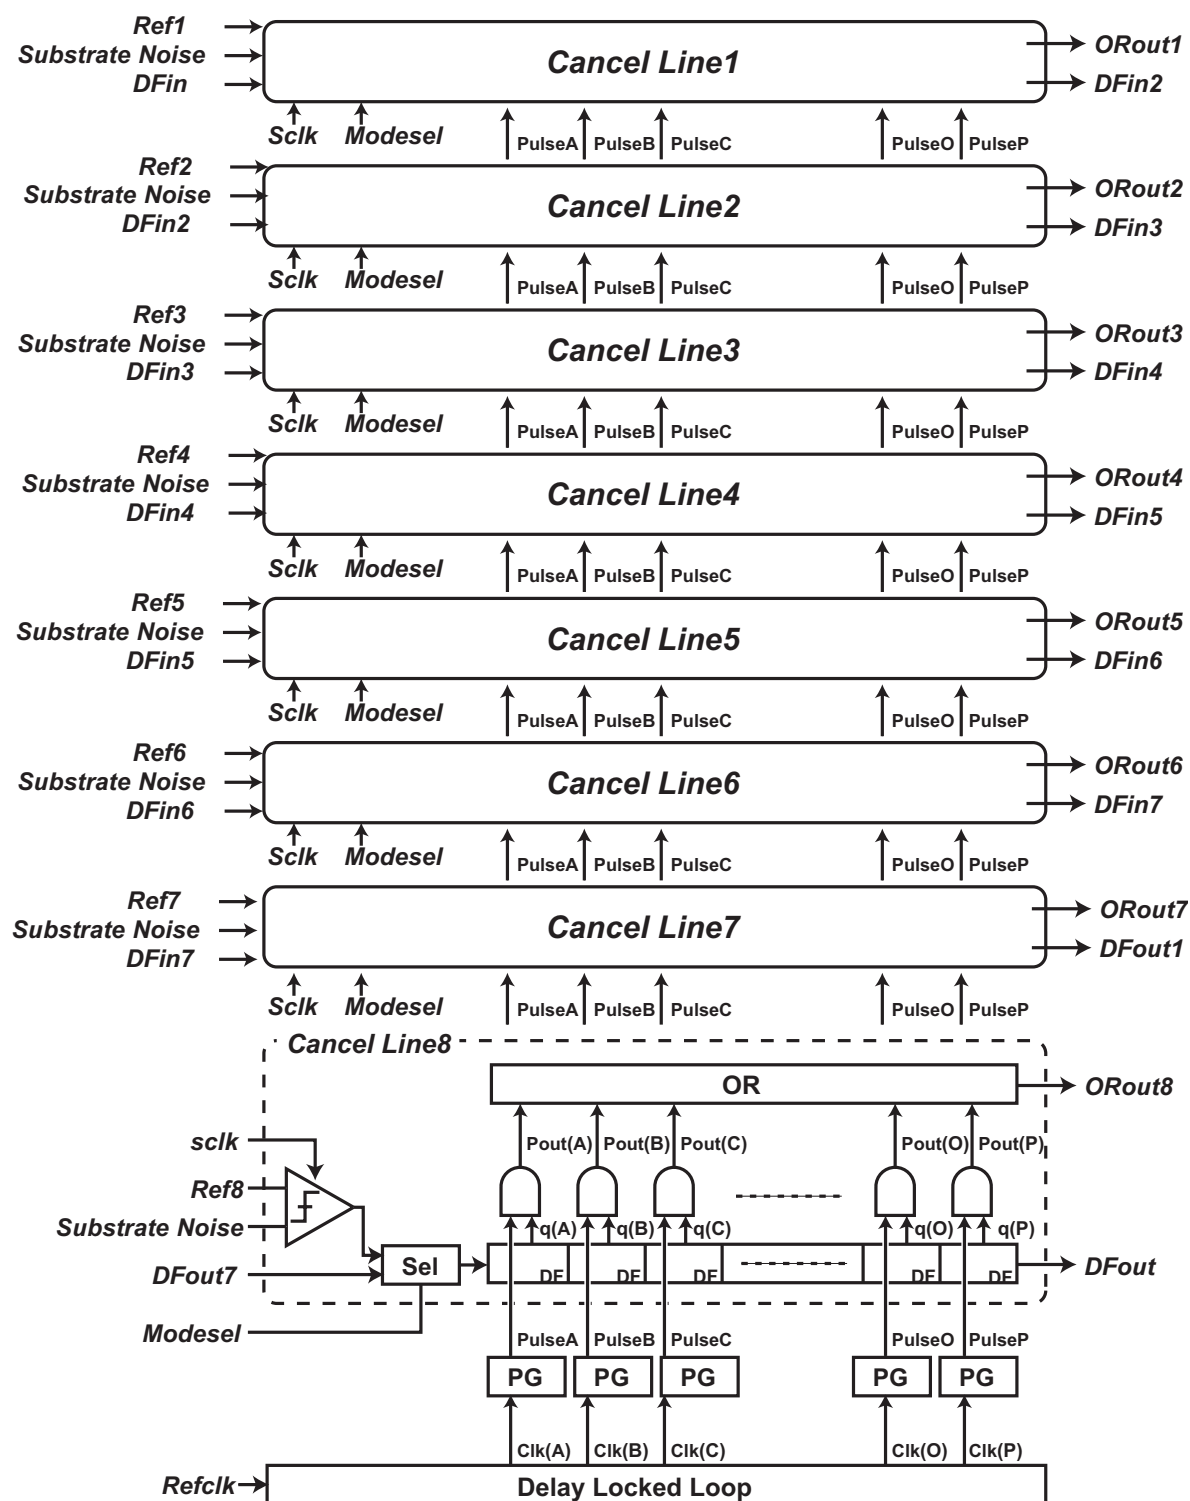 Ref1
Substrate Noise
DFin
Cancel Line1
ORout1
DFin2
Sclk Modesel PulseA PulseB PulseC PulseO PulseP
Ref2
Substrate Noise
DFin2
Cancel Line2
ORout2
DFin3
Sclk Modesel PulseA PulseB PulseC PulseO PulseP
Ref3
Substrate Noise
DFin3
Cancel Line3
ORout3
DFin4
Sclk Modesel PulseA PulseB PulseC PulseO PulseP
Ref4
Substrate Noise
DFin4
Cancel Line4
ORout4
DFin5
Sclk Modesel PulseA PulseB PulseC PulseO PulseP
Ref5
Substrate Noise
DFin5
Cancel Line5
ORout5
DFin6
Sclk Modesel PulseA PulseB PulseC PulseO PulseP
Ref6
Substrate Noise
DFin6
Cancel Line6
ORout6
DFin7
Sclk Modesel PulseA PulseB PulseC PulseO PulseP
Ref7
Substrate Noise
DFin7
Cancel Line7
ORout7
DFout1
Sclk Modesel PulseA PulseB PulseC PulseO PulseP
Cancel Line8
OR
ORout8
Pout(A) Pout(B) Pout(C) Pout(O) Pout(P)
sclk
Ref8
Substrate Noise
q(A) q(B) q(C) q(O) q(P)
DFout7
Sel
DF DF DF DF DF
DFout
Modesel
PulseA PulseB PulseC PulseO PulseP
PG PG PG PG PG
Clk(A) Clk(B) Clk(C) Clk(O) Clk(P)
Refclk
Delay Locked Loop